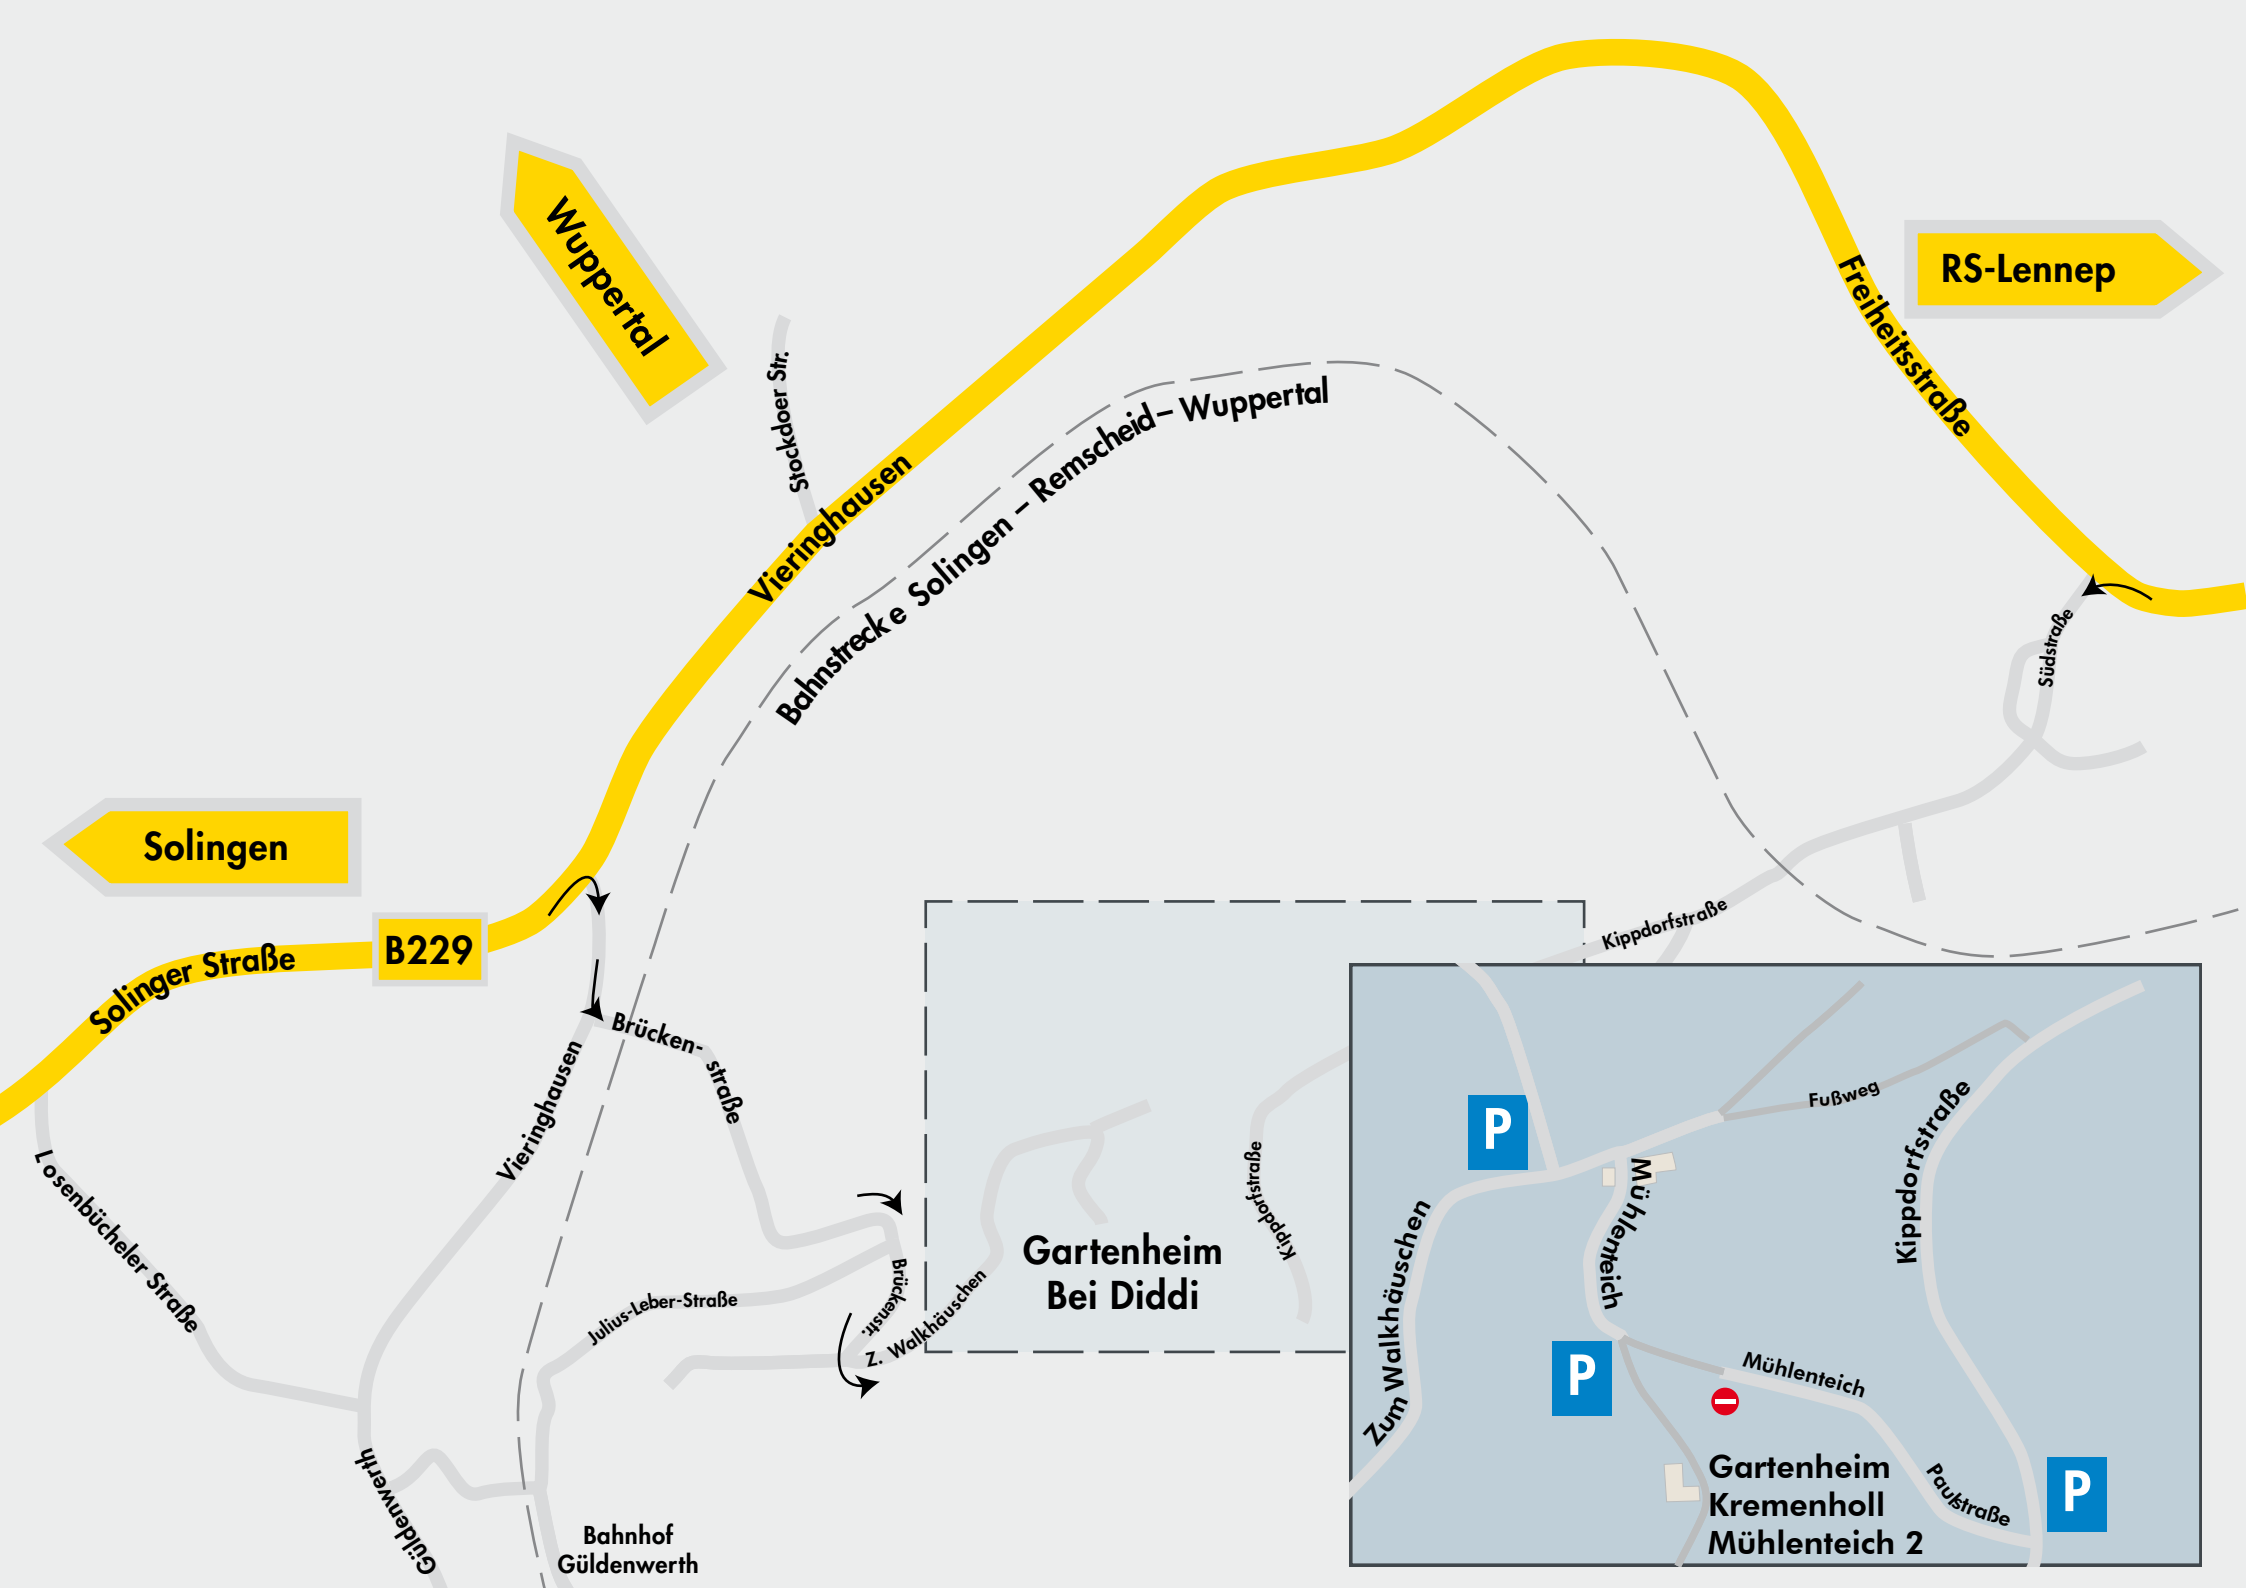 Wuppertal
RS-Lennep
Freiheitsstraße
Stockdoer Str.
Vieringhausen
Bahnstrecke Solingen – Remscheid – Wuppertal
Südstraße
Solingen
B229
Solinger Straße
Kippdorfstraße
Brücken-
straße
Vieringhausen
Losenbücheler Straße
Julius-Leber-Straße
Brückenstr.
Z. Walkhäuschen
Gartenheim
Bei Diddi
Kippdorfstraße
Güldenwerth
Bahnhof
Güldenwerth
P
Fußweg
Kippdorfstraße
Mühlenteich
Zum Walkhäuschen
P
Mühlenteich
Gartenheim
Kremenholl
Mühlenteich 2
Paulstraße
P